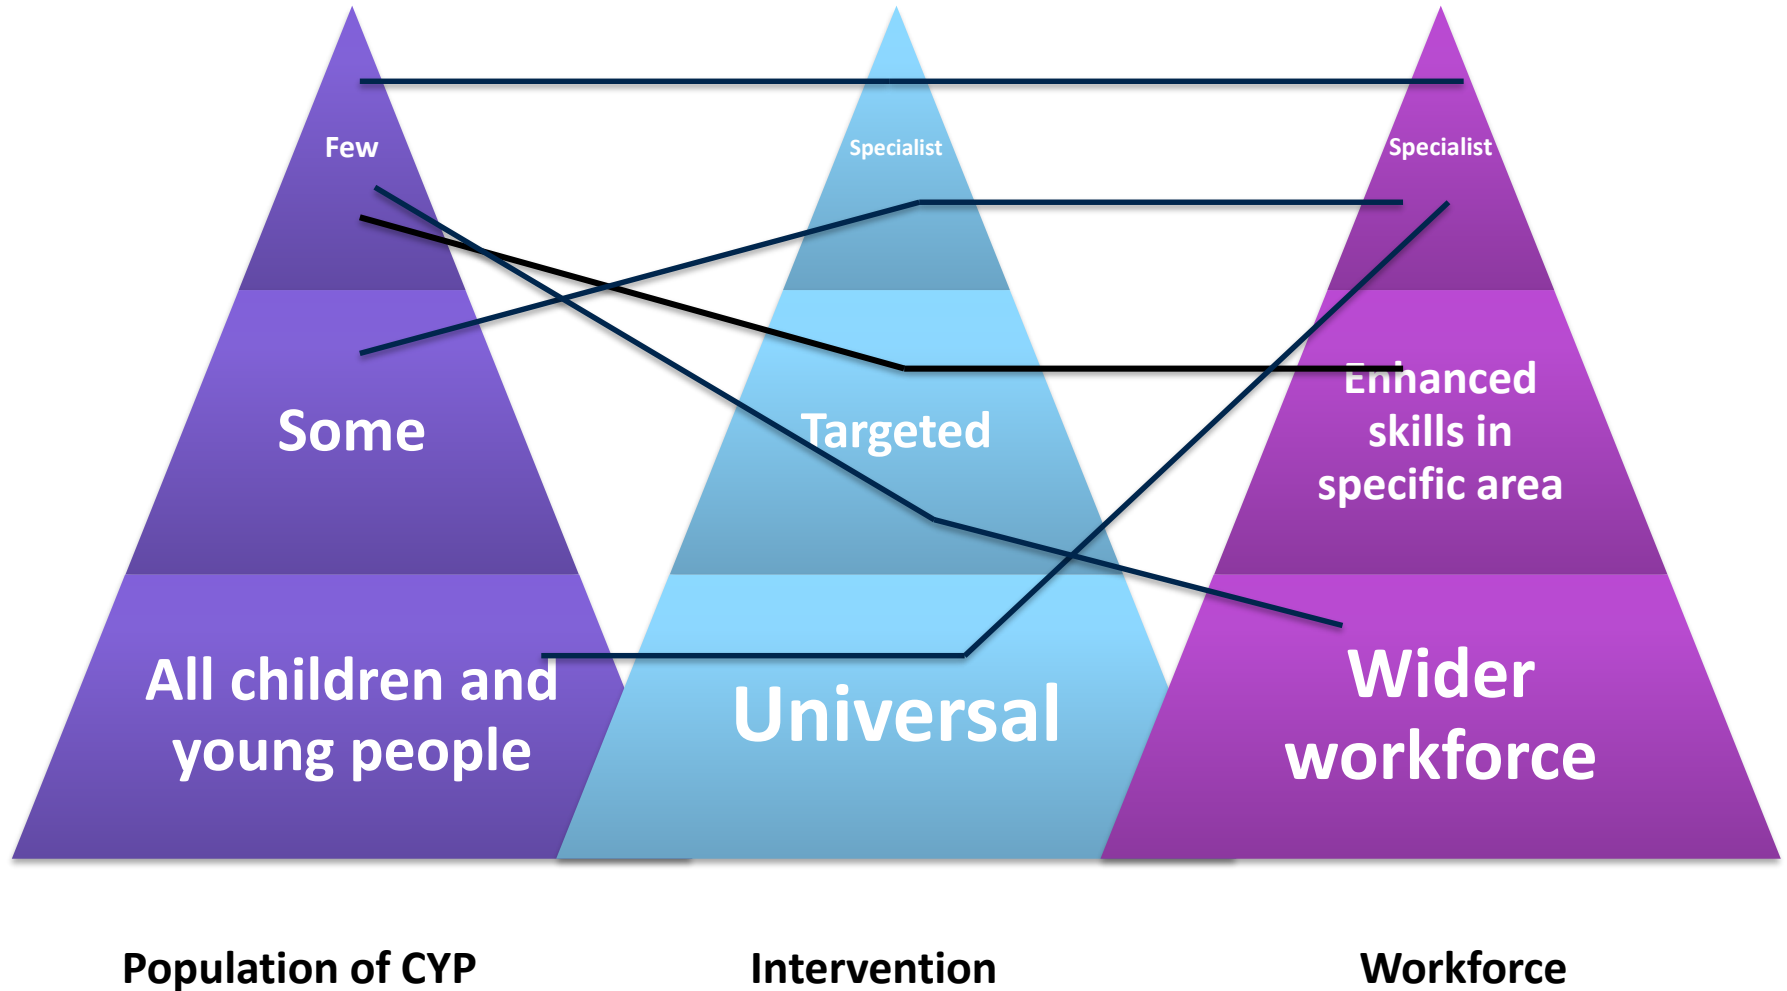 Few
Some
All children and
young people
Specialist
Targeted
Universal
Specialist
Enhanced
skills in
specific area
Wider
workforce
Population of CYP
Intervention
Workforce